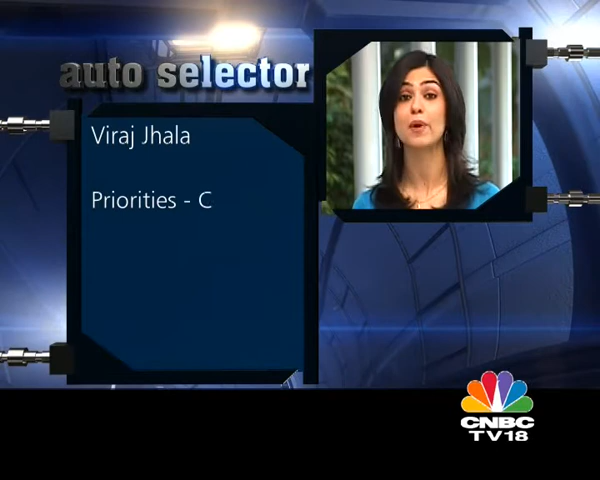 auto selector
Viraj Jhala
Priorities - C
CNBC
TV18